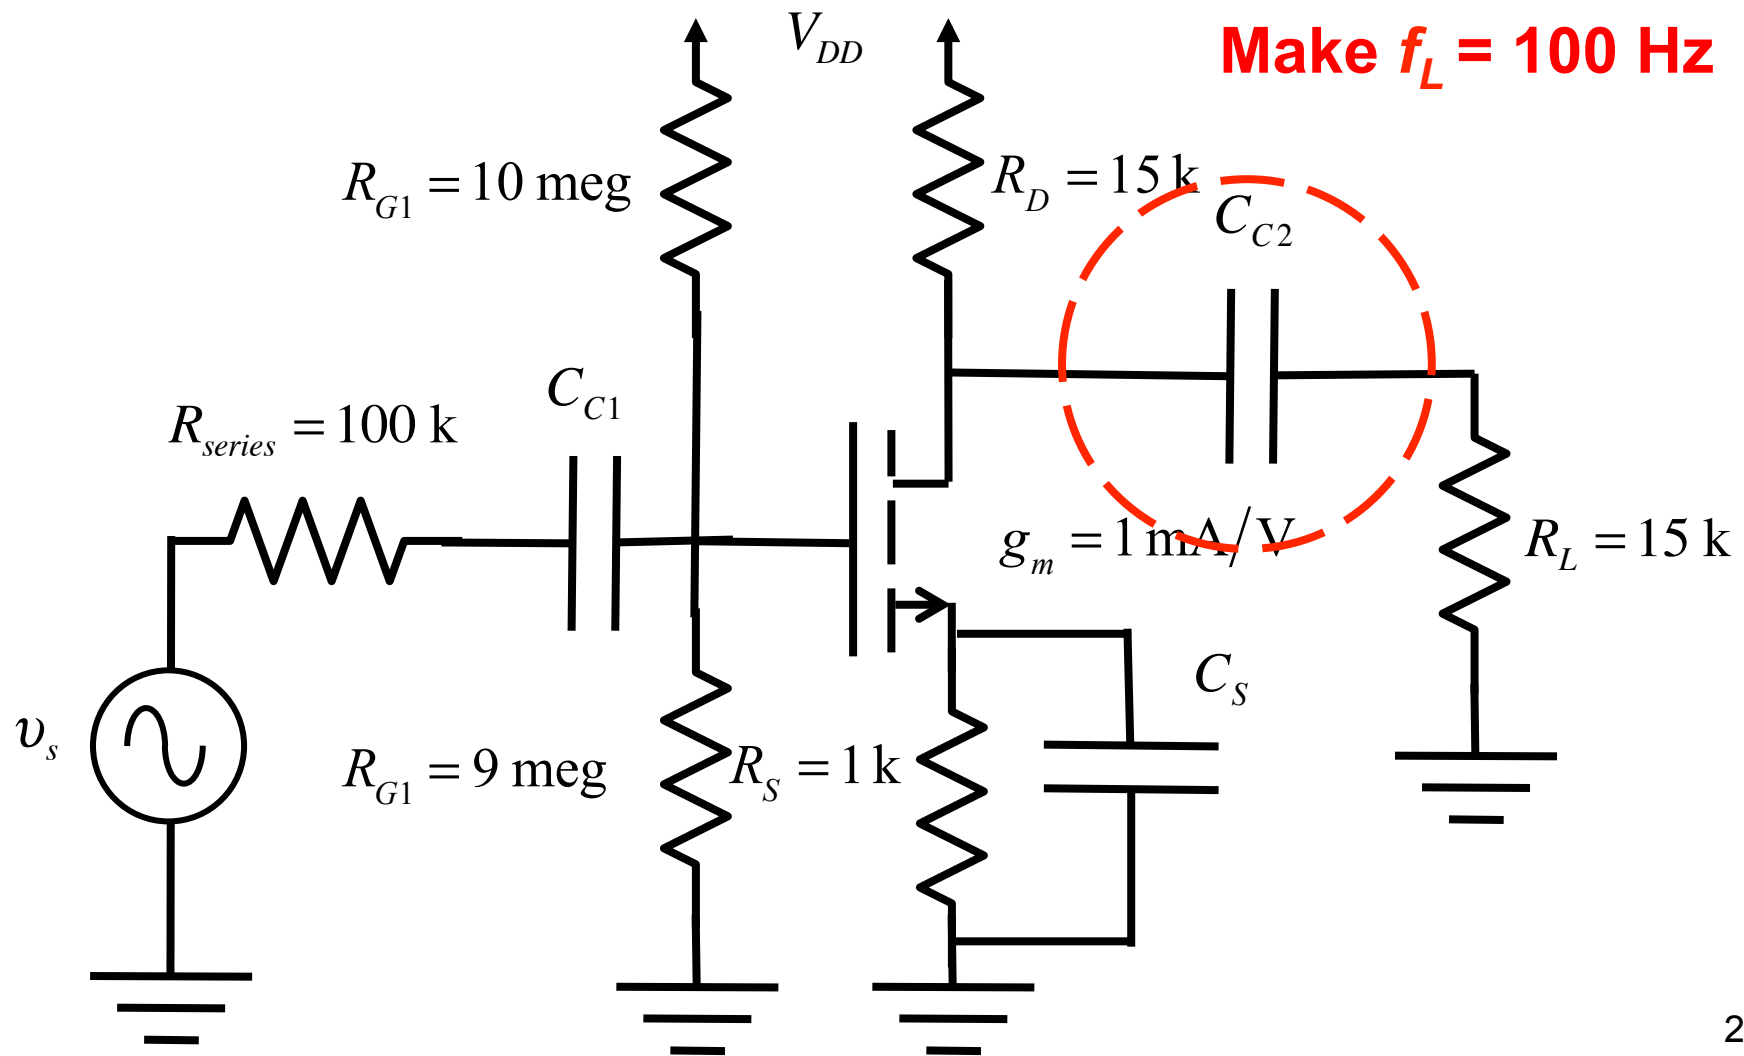 V_DD
Make f_L = 100 Hz
R_G1 = 10 meg
R_D = 15 k
C_C2
C_C1
R_series = 100 k
g_m = 1 mA/V
R_L = 15 k
C_S
υ_s
R_G1 = 9 meg
R_S = 1 k
2